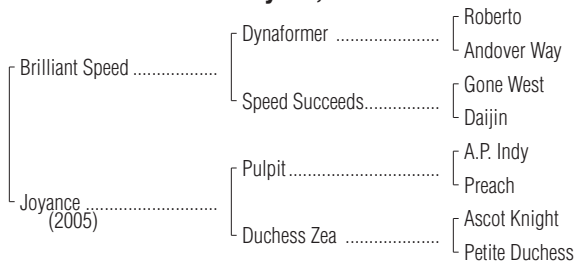 Roberto
Dynaformer ..................
Andover Way
Brilliant Speed .................
Gone West
Speed Succeeds................
Daijin
A.P. Indy
Pulpit................................
Preach
Joyance ............................
(2005)
Ascot Knight
Duchess Zea ....................
Petite Duchess